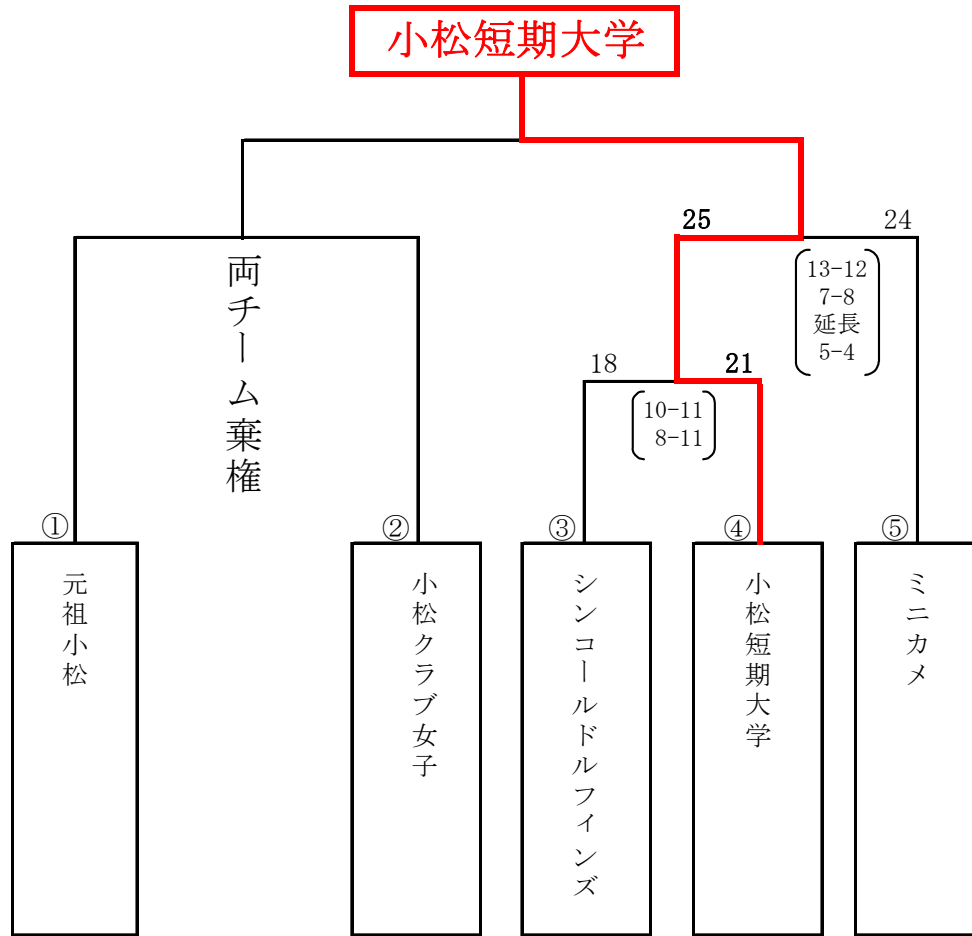 小松短期大学
25
24
13-12
7-8
延長
5-4
両チーム棄権
18
21
10-11
8-11
①
②
③
④
⑤
元祖小松
小松クラブ女子
シンコールドルフィンズ
小松短期大学
ミニカメ